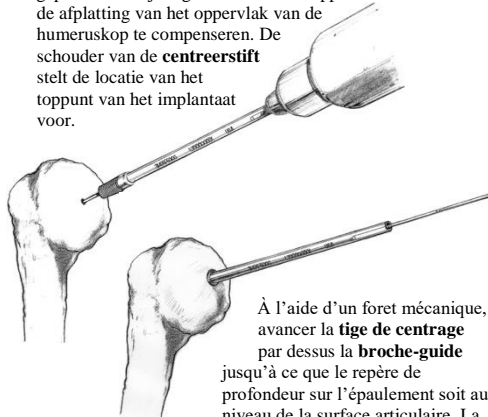 de afplatting van het oppervlak van de
humeruskop te compenseren. De
schouder van de centreerstift
stelt de locatie van het
toppunt van het implantaat
voor.
À l’aide d’un foret mécanique,
avancer la tige de centrage
par dessus la broche-guide
jusqu’à ce que le repère de
profondeur sur l’épaulement soit au
niveau de la surface articulaire. La